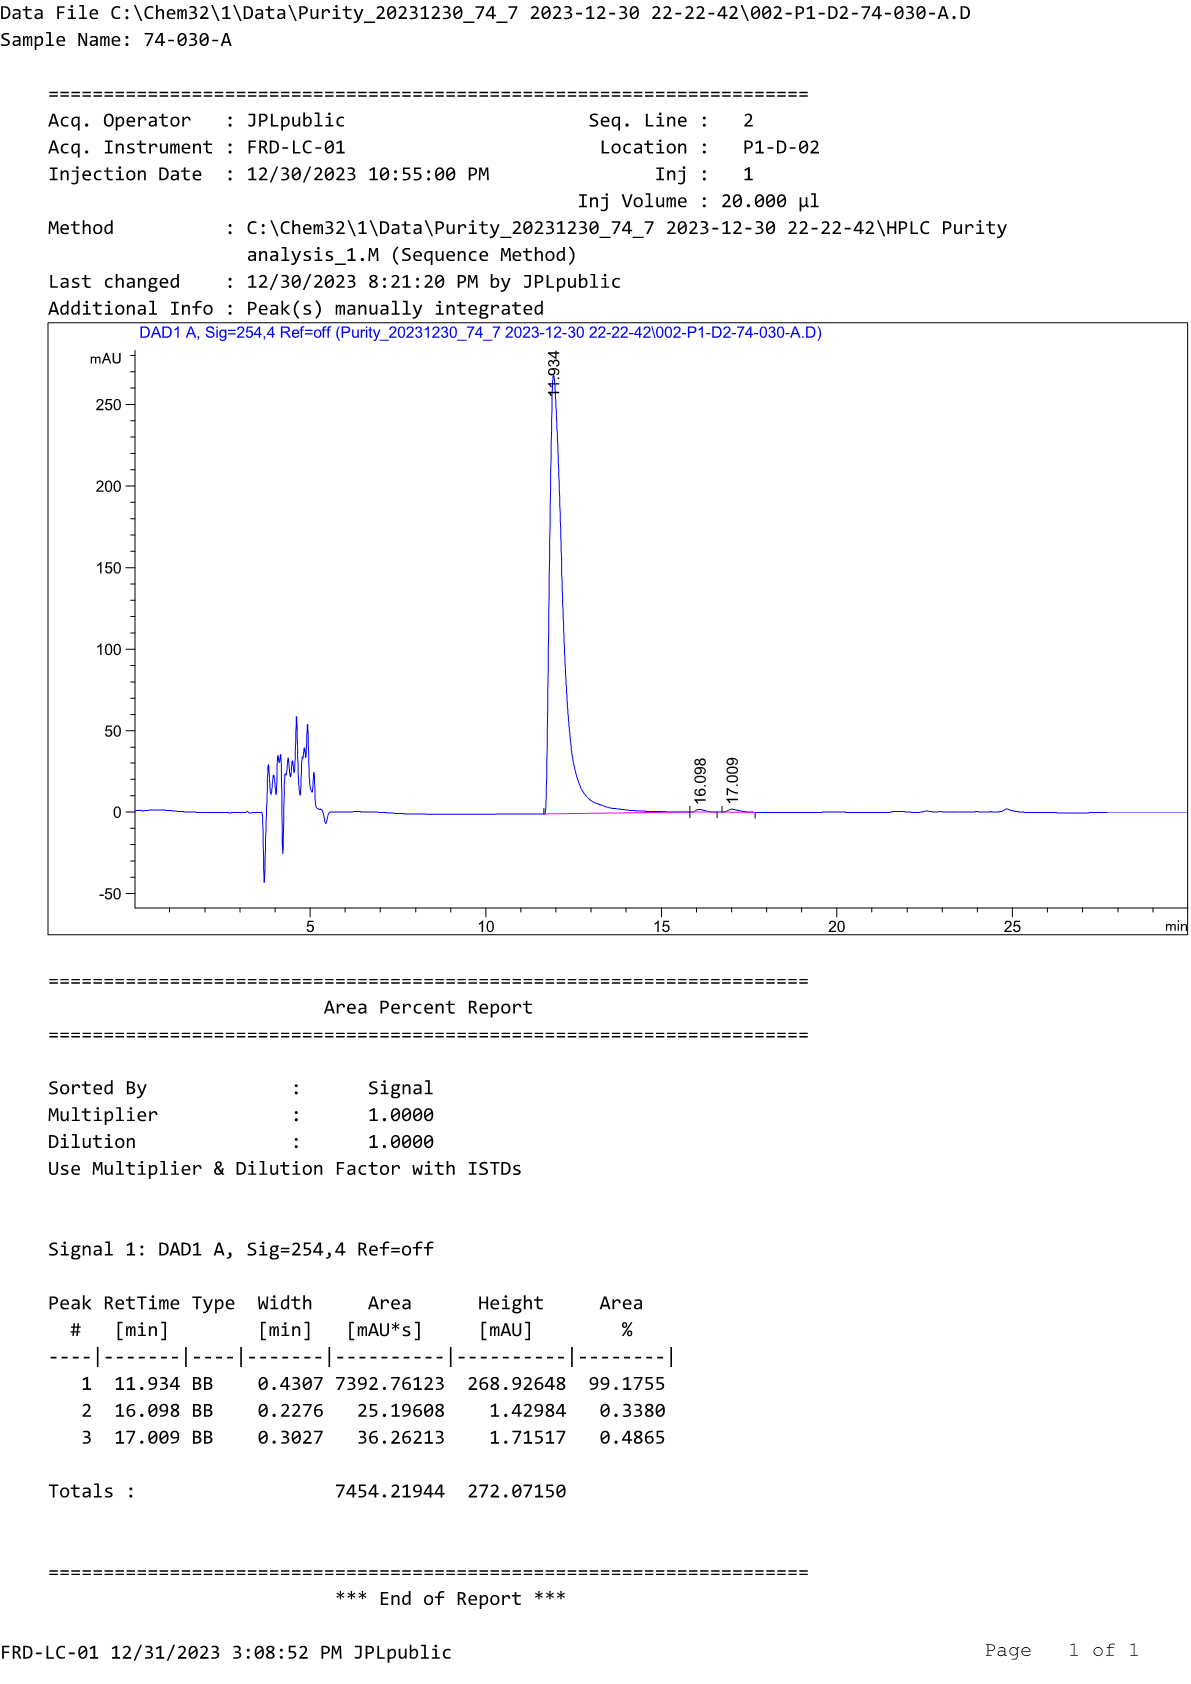 Data File C:\Chem32\1\Data\Purity_20231230_74_7 2023-12-30 22-22-42\002-P1-D2-74-030-A.D
Sample Name: 74-030-A
=====================================================================
Acq. Operator   : JPLpublic                      Seq. Line :   2
Acq. Instrument : FRD-LC-01                       Location :   P1-D-02
Injection Date  : 12/30/2023 10:55:00 PM               Inj :   1
Inj Volume : 20.000 µl
Method          : C:\Chem32\1\Data\Purity_20231230_74_7 2023-12-30 22-22-42\HPLC Purity
analysis_1.M (Sequence Method)
Last changed    : 12/30/2023 8:21:20 PM by JPLpublic
Additional Info : Peak(s) manually integrated
DAD1 A, Sig=254,4 Ref=off (Purity_20231230_74_7 2023-12-30 22-22-42\002-P1-D2-74-030-A.D)
mAU
11.934
250
200
150
100
50
16.098
17.009
0
-50
5 10 15 20 25 min
=====================================================================
Area Percent Report
=====================================================================
Sorted By             :      Signal
Multiplier            :      1.0000
Dilution              :      1.0000
Use Multiplier & Dilution Factor with ISTDs
Signal 1: DAD1 A, Sig=254,4 Ref=off
Peak RetTime Type  Width     Area      Height     Area
#   [min]        [min]   [mAU*s]     [mAU]        %
----|-------|----|-------|----------|----------|--------|
1  11.934 BB    0.4307 7392.76123  268.92648  99.1755
2  16.098 BB    0.2276   25.19608    1.42984  0.3380
3  17.009 BB    0.3027   36.26213    1.71517  0.4865
Totals :                  7454.21944  272.07150
=====================================================================
*** End of Report ***
FRD-LC-01 12/31/2023 3:08:52 PM JPLpublic
Page   1 of 1